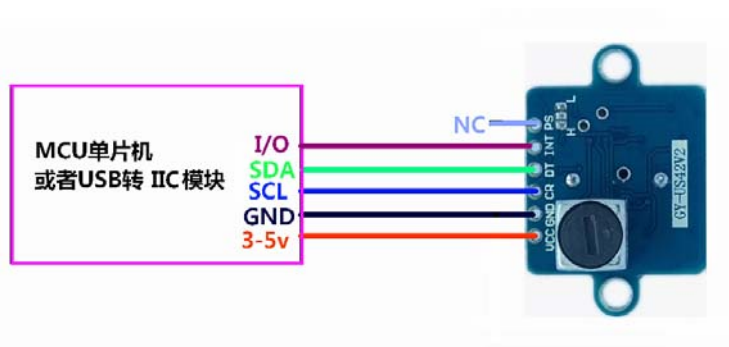 MCU单片机
或者USB转 IIC模块
I/O
SDA
SCL
GND
3-5v
NC
PS
INT
DT
CR
GND
VCC
L
H
GY-US42V2